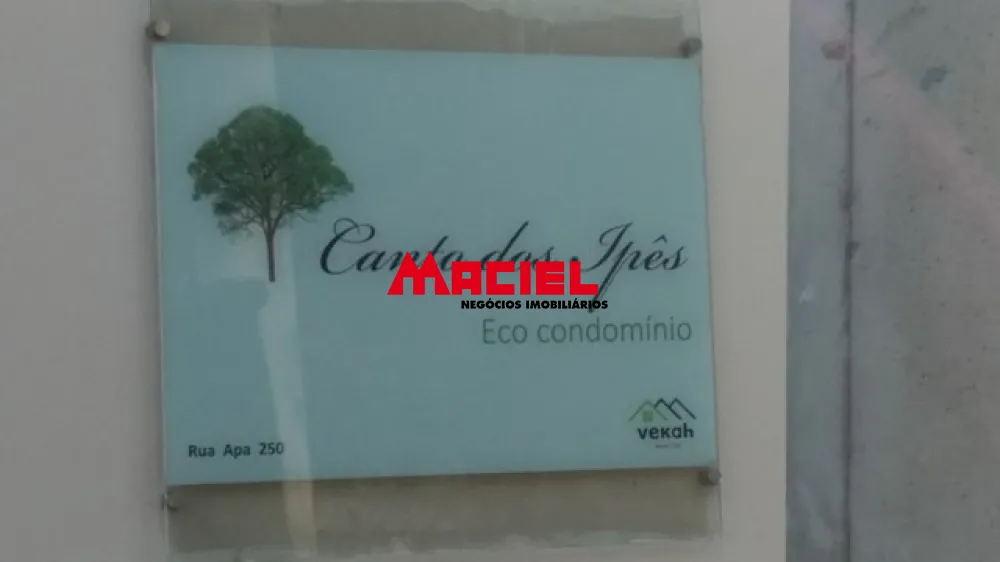 Canto dos Ipês
MACIEL
NEGÓCIOS IMOBILIÁRIOS
Eco condomínio
vekah
Rua Apa 250